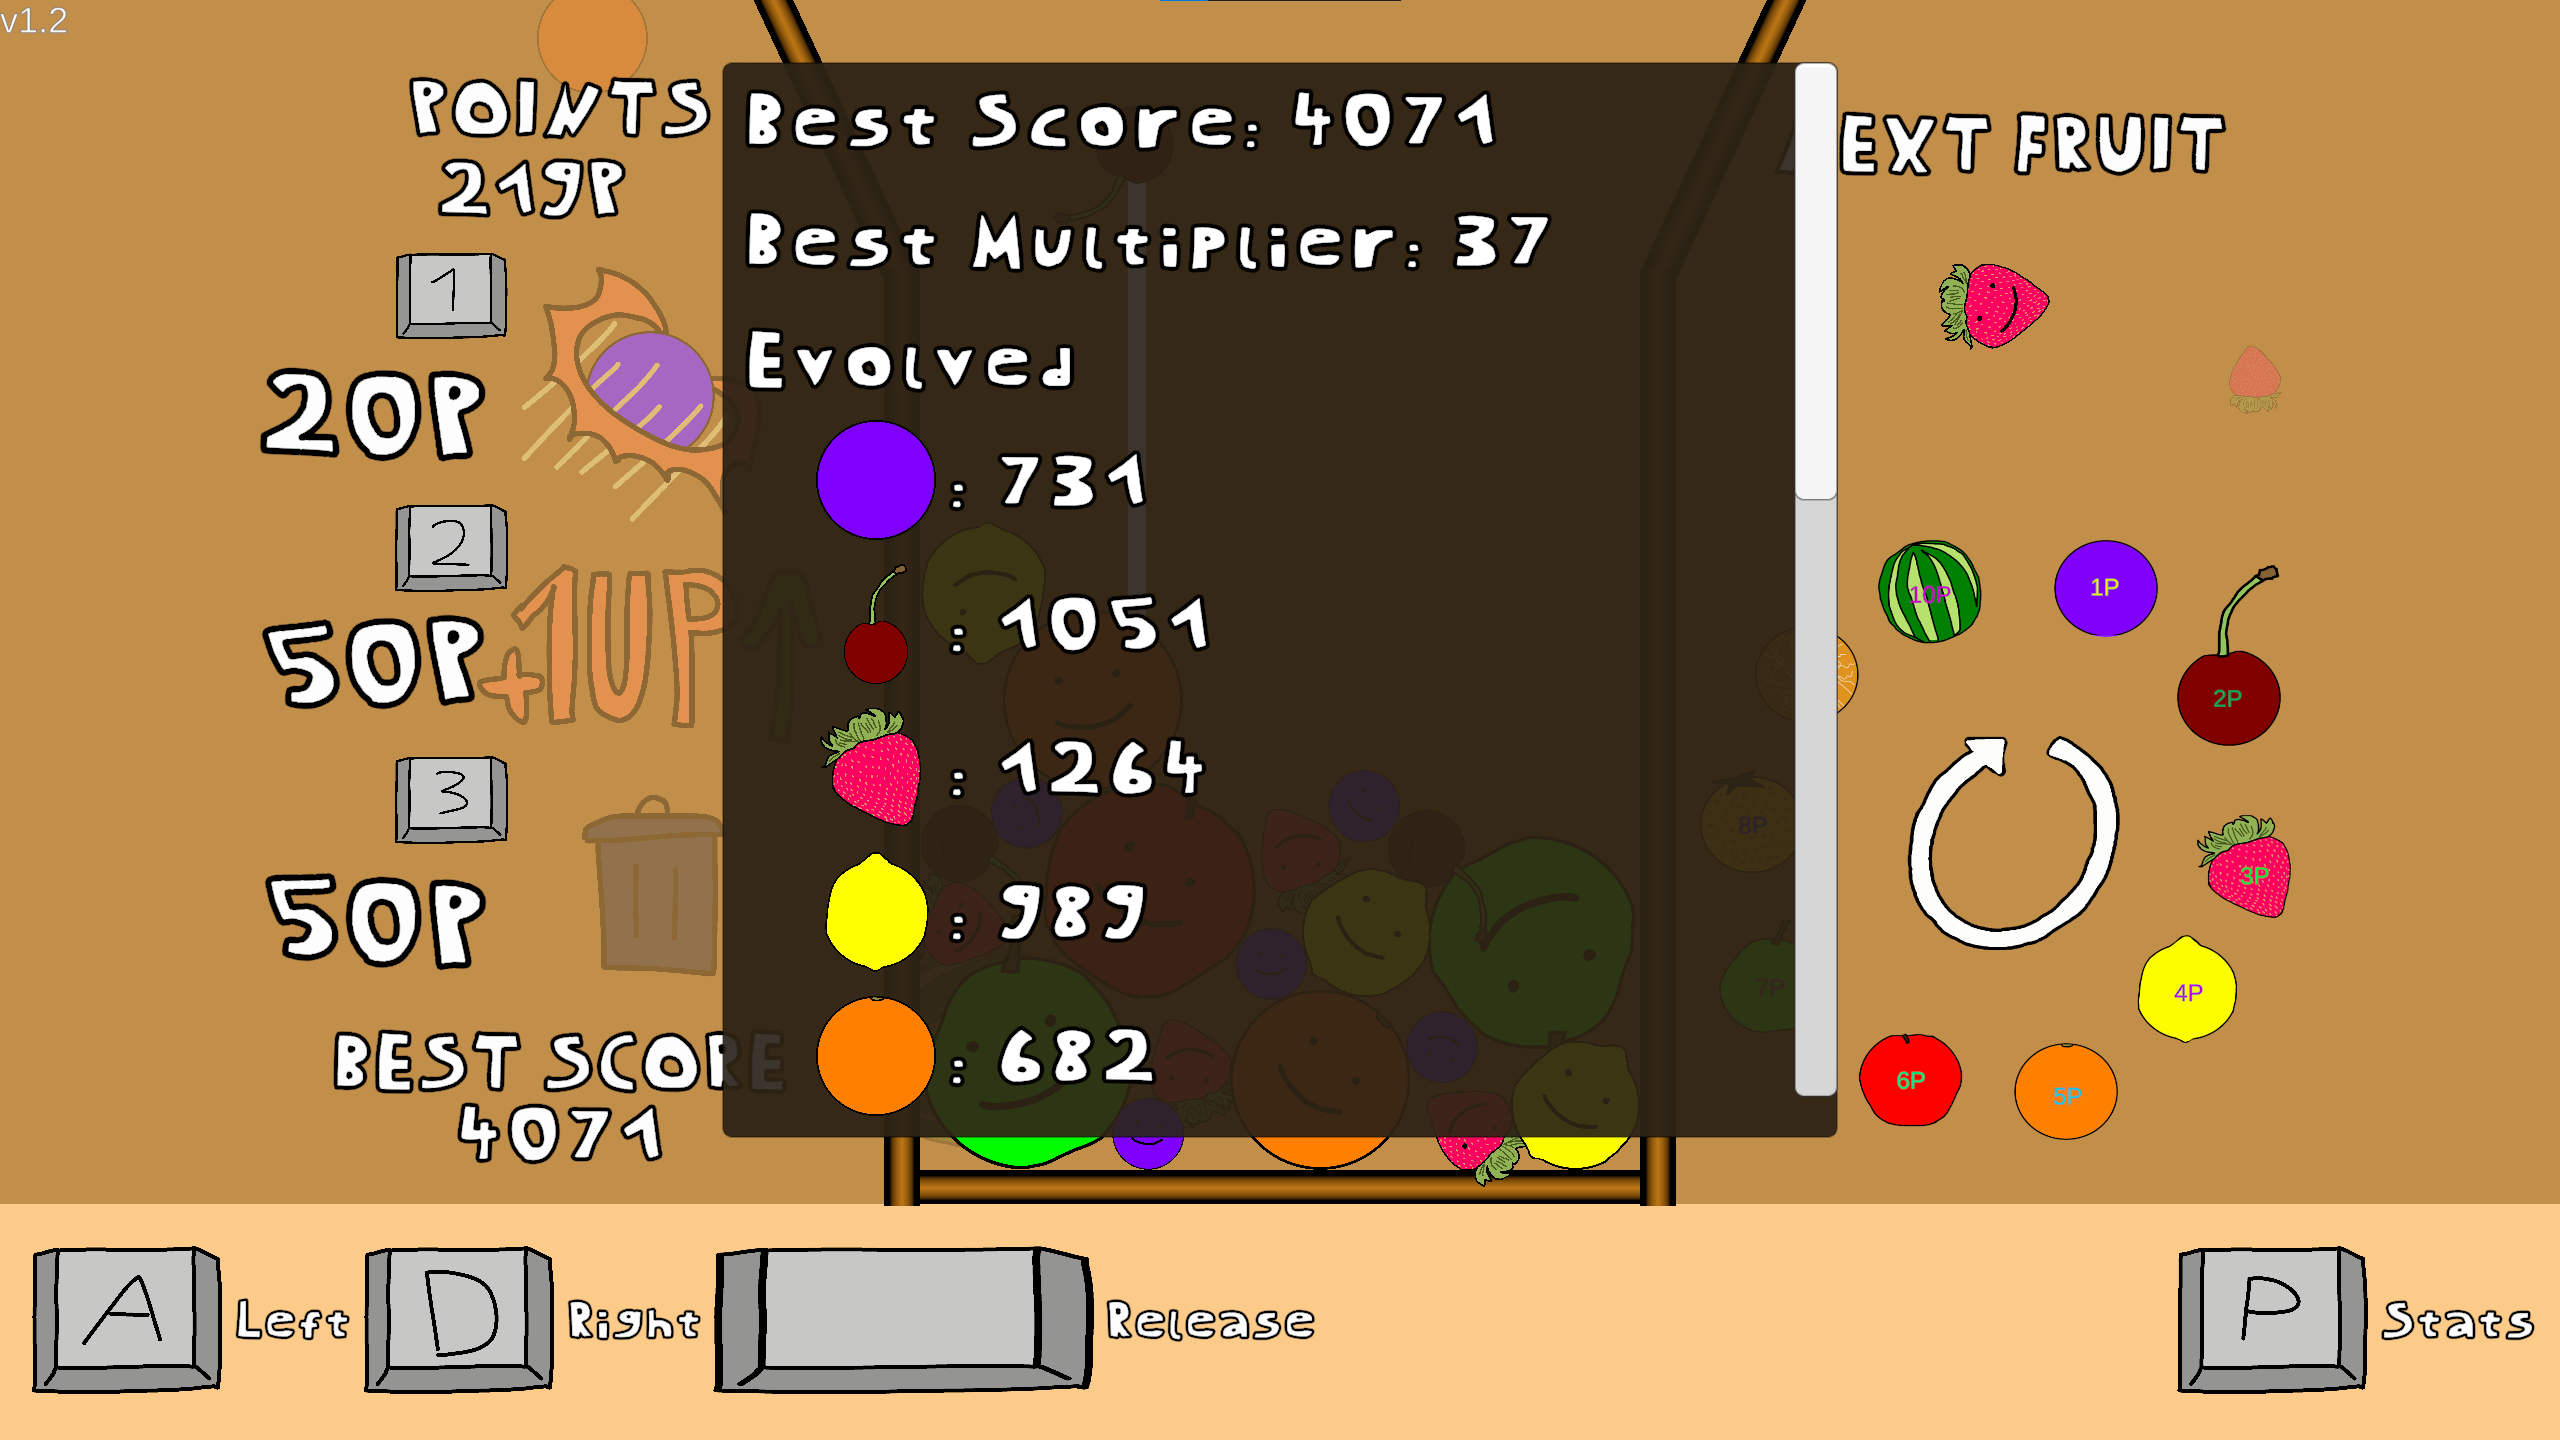 v1.2
POINTS
219P
1
20P
2
50P
+1UP
3
50P
BEST SCORE
4071
Best Score: 4071
Best Multiplier: 37
Evolved
: 731
: 1051
: 1264
: 989
: 682
EXT FRUIT
10P
1P
2P
3P
4P
5P
6P
7P
8P
A Left
D Right
Release
P Stats